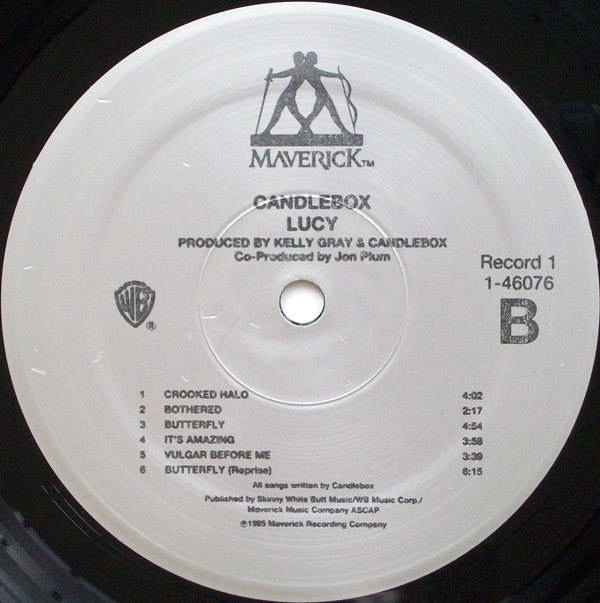 MAVERICK™
CANDLEBOX
LUCY
PRODUCED BY KELLY GRAY & CANDLEBOX
Co-Produced by Jon Plum
Record 1
1-46076
B
WB
®
1 CROOKED HALO 4:02
2 BOTHERED 2:17
3 BUTTERFLY 4:54
4 IT'S AMAZING 3:58
5 VULGAR BEFORE ME 3:39
6 BUTTERFLY (Reprise) 6:15
All songs written by Candlebox
Published by Skinny White Butt Music/WB Music Corp./
Maverick Music Company ASCAP
℗1995 Maverick Recording Company